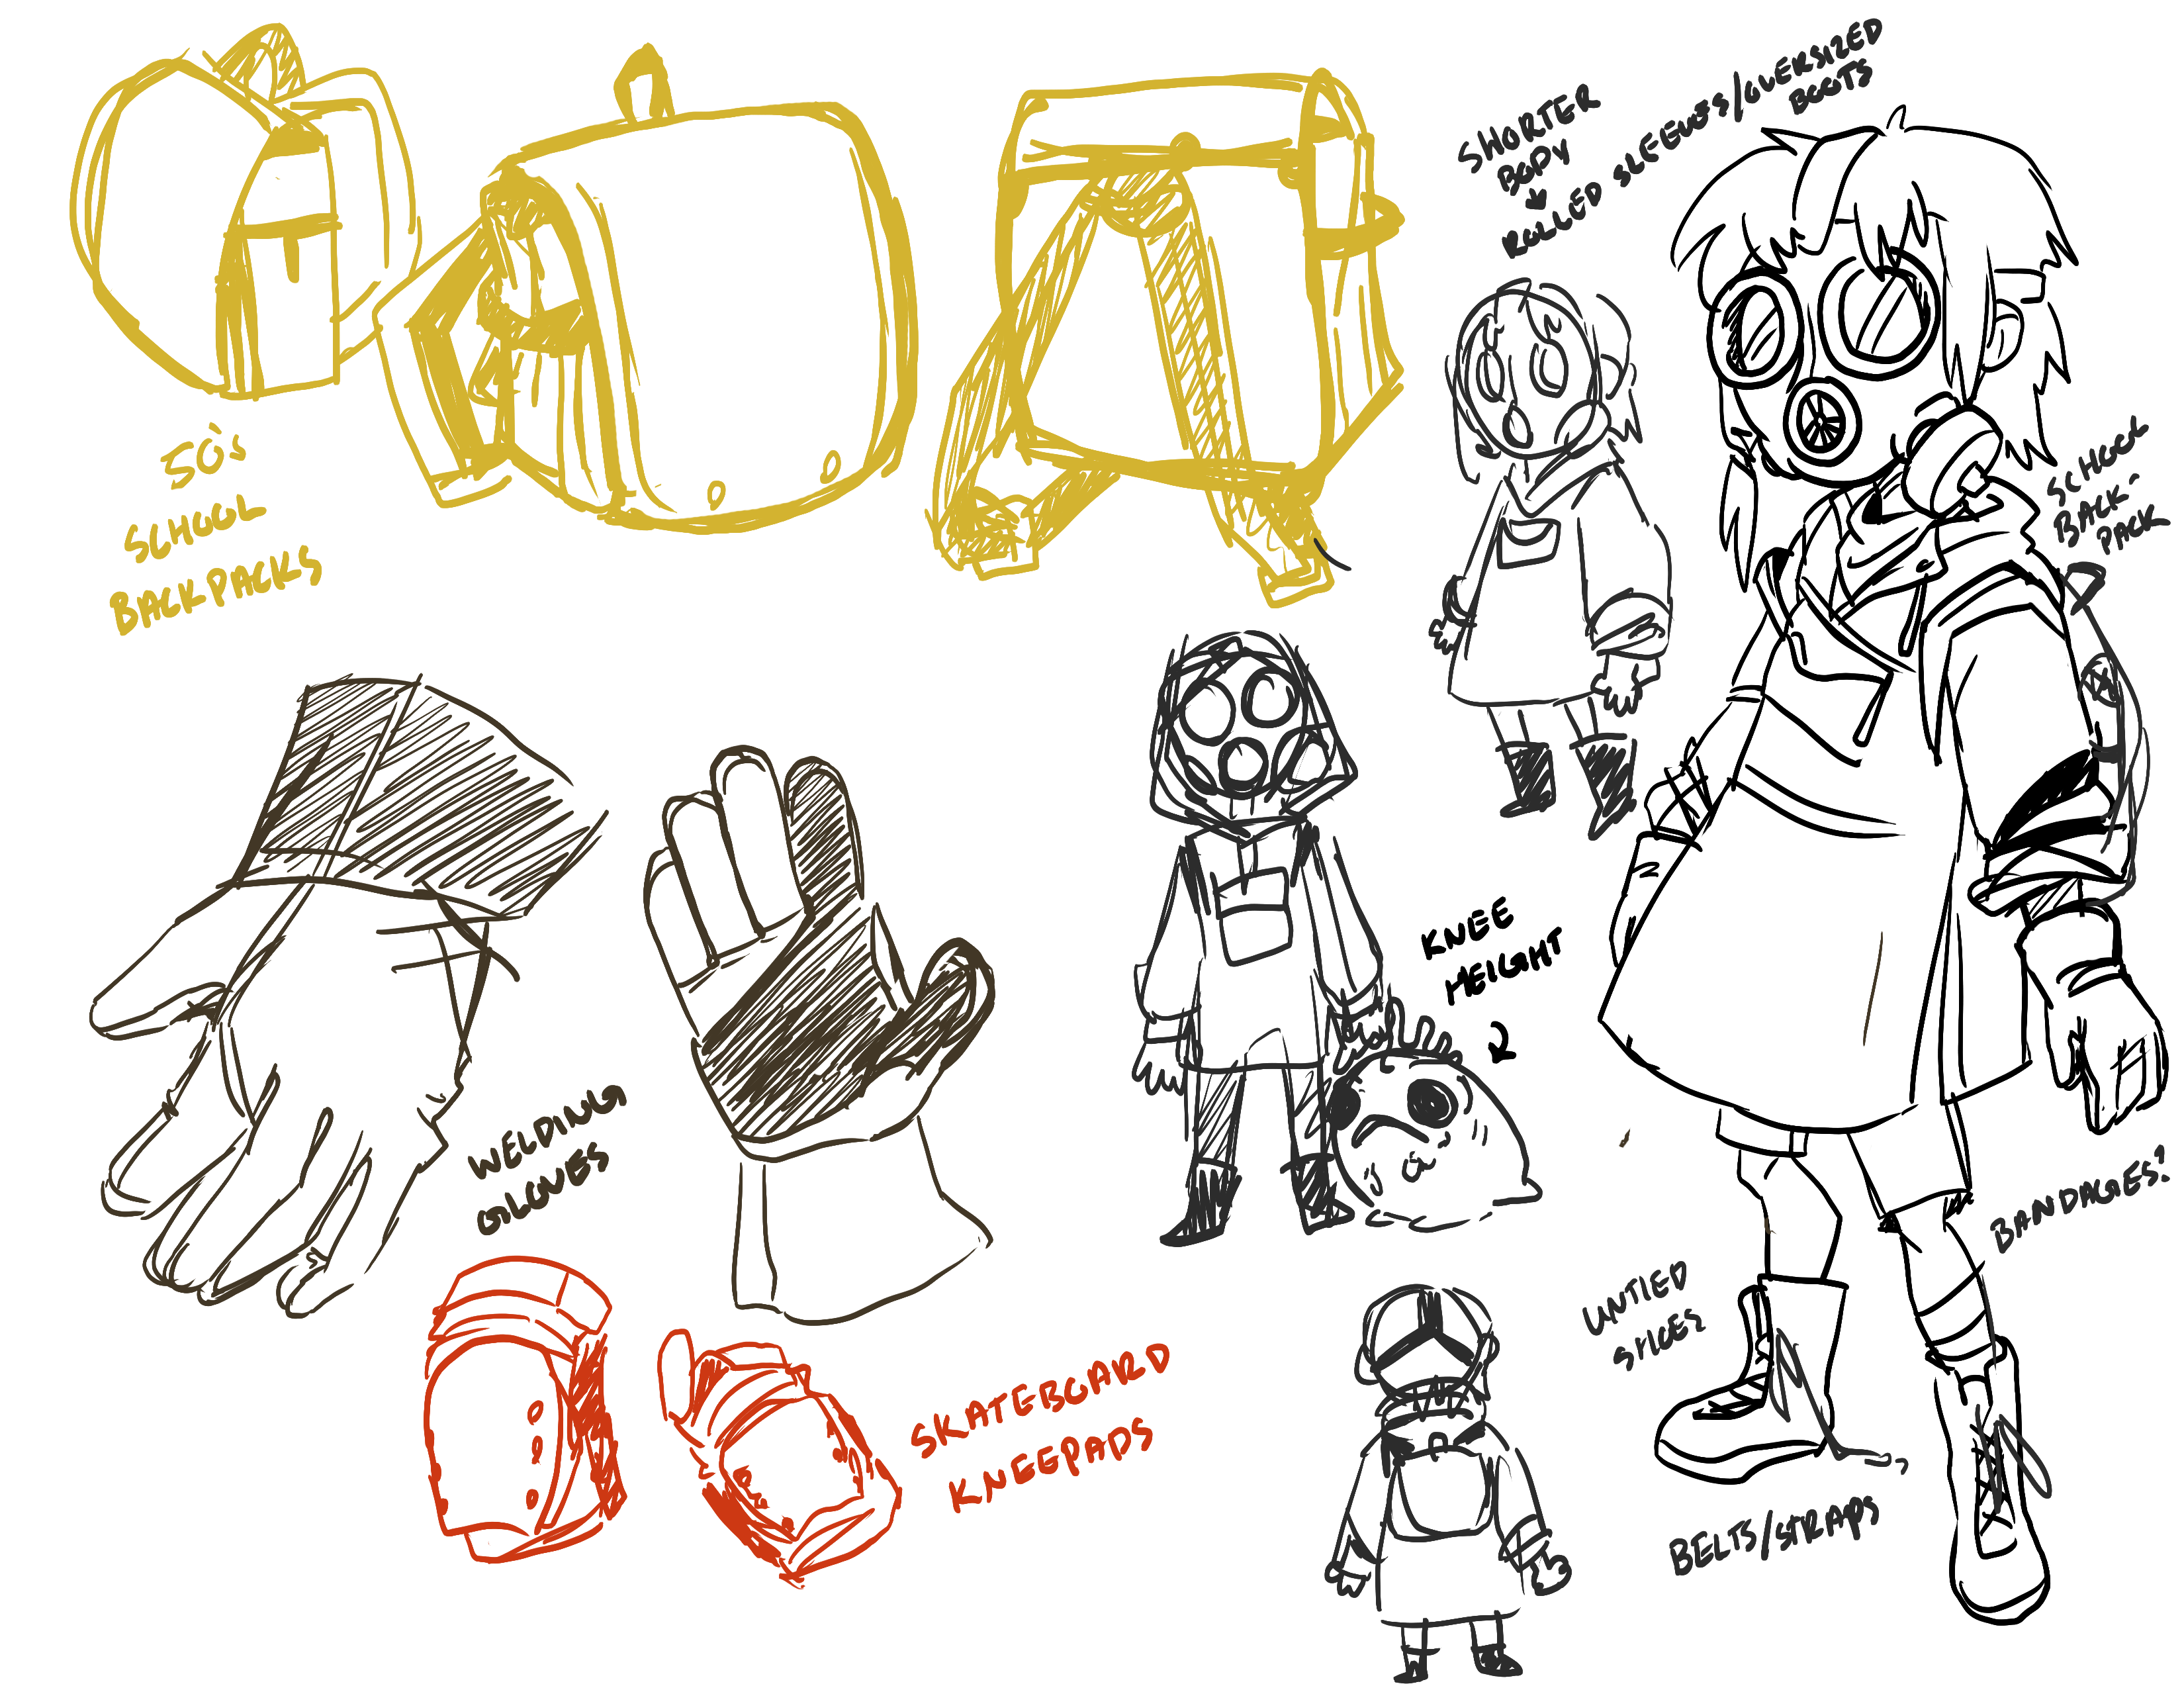 50's
SCHOOL
BACKPACKS
SHORTER
BODY
ROLLED SLEEVES/OVERSIZED
BOOTS
SCHOOL
BACK-
PACK
KNEE
HEIGHT
WELDING
GLOVES
BANDAGES?
UNTIED
SHOES?
SKATEBOARD
KNEEPADS
BELTS/STRAPS